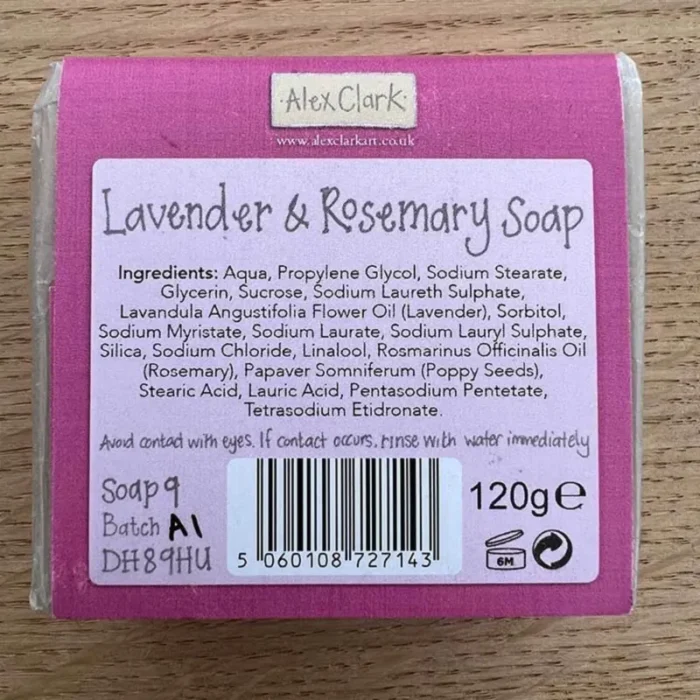 Alex Clark
www.alexclarkart.co.uk
Lavender & Rosemary Soap
Ingredients: Aqua, Propylene Glycol, Sodium Stearate,
Glycerin, Sucrose, Sodium Laureth Sulphate,
Lavandula Angustifolia Flower Oil (Lavender), Sorbitol,
Sodium Myristate, Sodium Laurate, Sodium Lauryl Sulphate,
Silica, Sodium Chloride, Linalool, Rosmarinus Officinalis Oil
(Rosemary), Papaver Somniferum (Poppy Seeds),
Stearic Acid, Lauric Acid, Pentasodium Pentetate,
Tetrasodium Etidronate.
Avoid contact with eyes. If contact occurs, rinse with water immediately
Soap 9
Batch A1
DH8 9HU
5 060108 727143
120g℮
6M